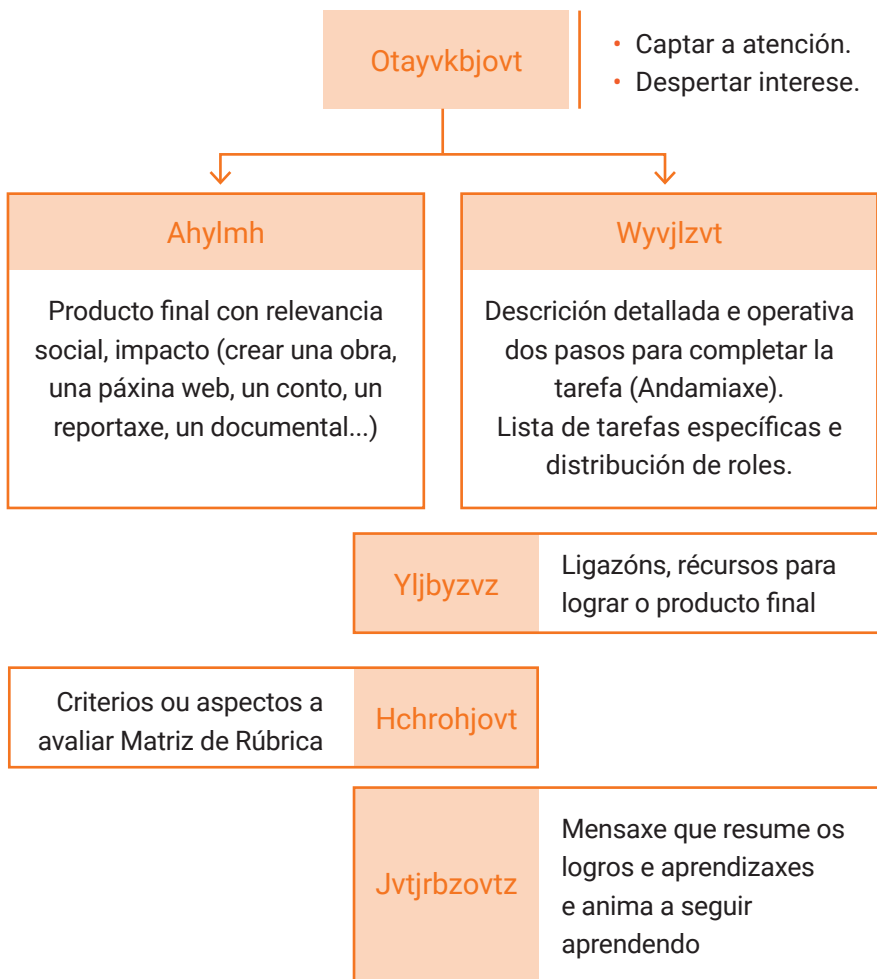 Otayvkbjovt
• Captar a atención.
• Despertar interese.
Ahylmh
Producto final con relevancia
social, impacto (crear una obra,
una páxina web, un conto, un
reportaxe, un documental...)
Wyvjlzvt
Descrición detallada e operativa
dos pasos para completar la
tarefa (Andamiaxe).
Lista de tarefas específicas e
distribución de roles.
Yljbyzvz
Ligazóns, récursos para
lograr o producto final
Criterios ou aspectos a
avaliar Matriz de Rúbrica
Hchrohjovt
Jvtjrbzovtz
Mensaxe que resume os
logros e aprendizaxes
e anima a seguir
aprendendo